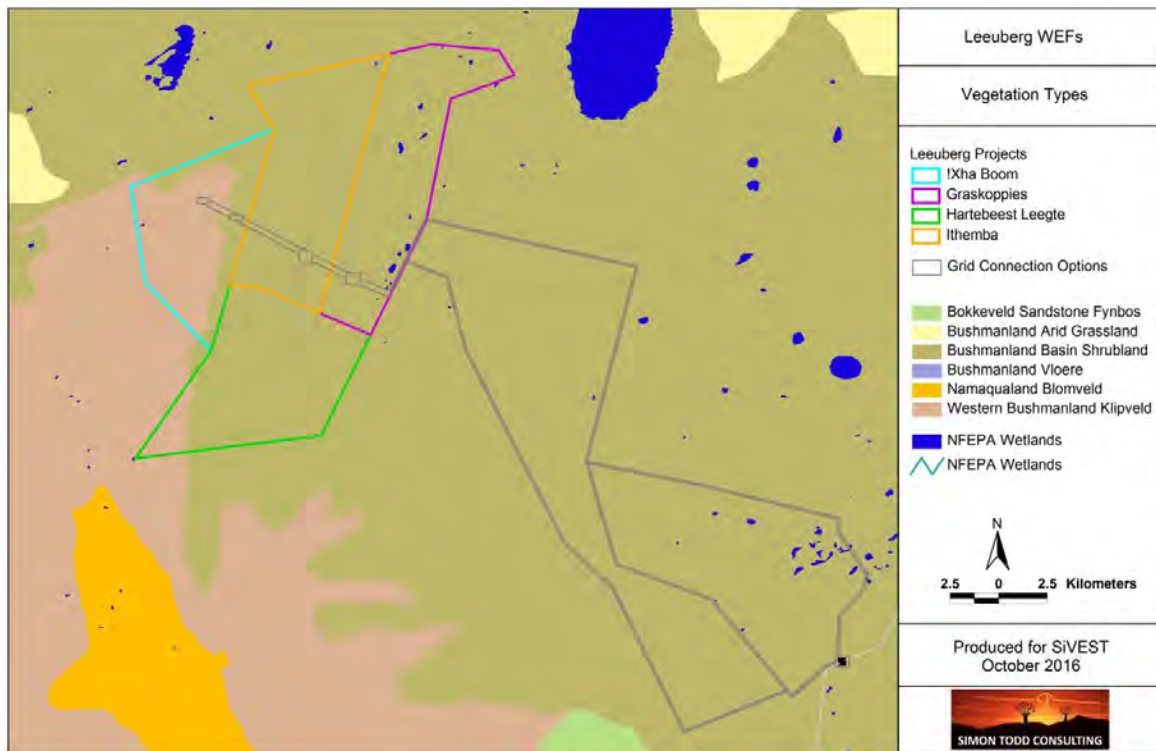 Leeuberg WEFs
Vegetation Types
Leeuberg Projects
!Xha Boom
Graskoppies
Hartebeest Leegte
Ithemba
Grid Connection Options
Bokkeveld Sandstone Fynbos
Bushmanland Arid Grassland
Bushmanland Basin Shrubland
Bushmanland Vloere
Namaqualand Blomveld
Western Bushmanland Klipveld
NFEPA Wetlands
NFEPA Wetlands
N
2.5 0 2.5 Kilometers
Produced for SiVEST
October 2016
SIMON TODD CONSULTING